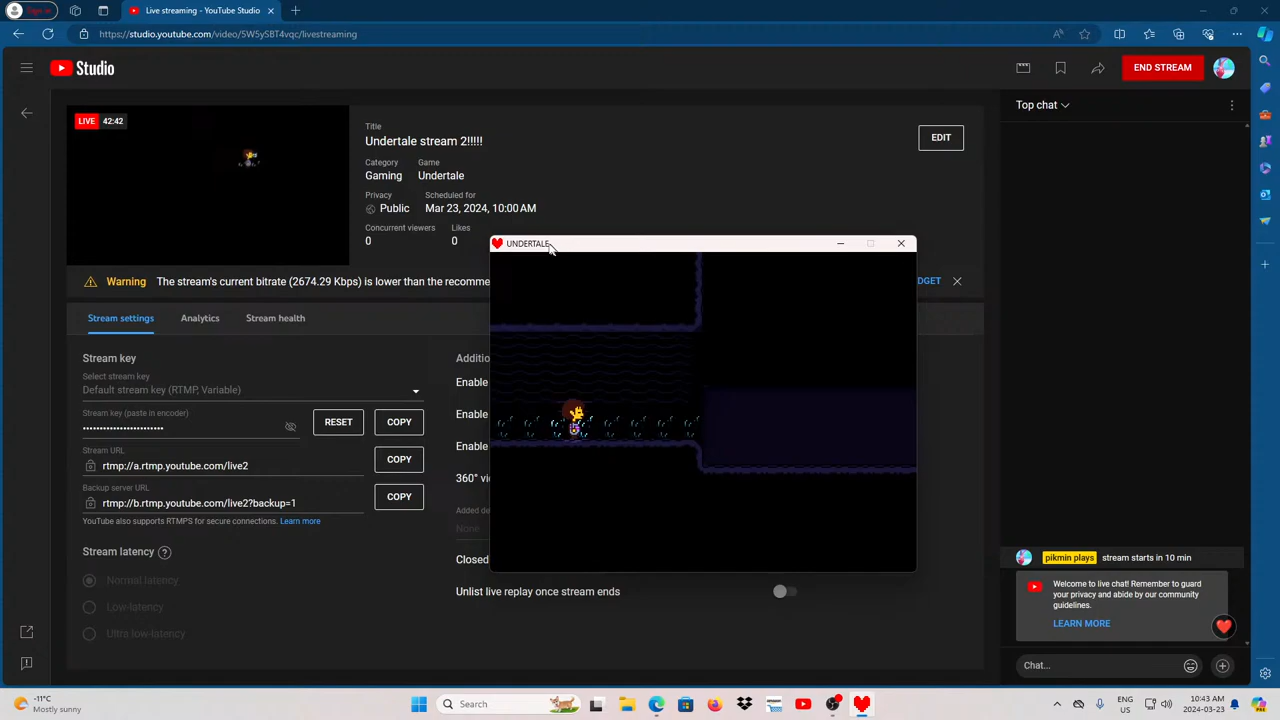 Live streaming - YouTube Studio
https://studio.youtube.com/video/5W5ySBT4vqc/livestreaming
Studio
END STREAM
LIVE 42:42
Title
Undertale stream 2!!!!!
EDIT
Category Game
Gaming Undertale
Privacy Scheduled for
Public Mar 23, 2024, 10:00 AM
Concurrent viewers Likes
0 0
Warning The stream's current bitrate (2674.29 Kbps) is lower than the recomme
DGET
UNDERTALE
Stream settings Analytics Stream health
Stream key
Select stream key
Default stream key (RTMP, Variable)
Stream key (paste in encoder)
••••••••••••••••••••••••
RESET COPY
Stream URL
rtmp://a.rtmp.youtube.com/live2
COPY
Backup server URL
rtmp://b.rtmp.youtube.com/live2?backup=1
COPY
YouTube also supports RTMPS for secure connections. Learn more
Stream latency
Normal latency
Low-latency
Ultra low-latency
Additio
Enable
Enable
Enable
360° vi
Added de
None
Closed
Unlist live replay once stream ends
Top chat
pikmin plays stream starts in 10 min
Welcome to live chat! Remember to guard
your privacy and abide by our community
guidelines.
LEARN MORE
Chat...
-11°C
Mostly sunny
Search
ENG
US
10:43 AM
2024-03-23